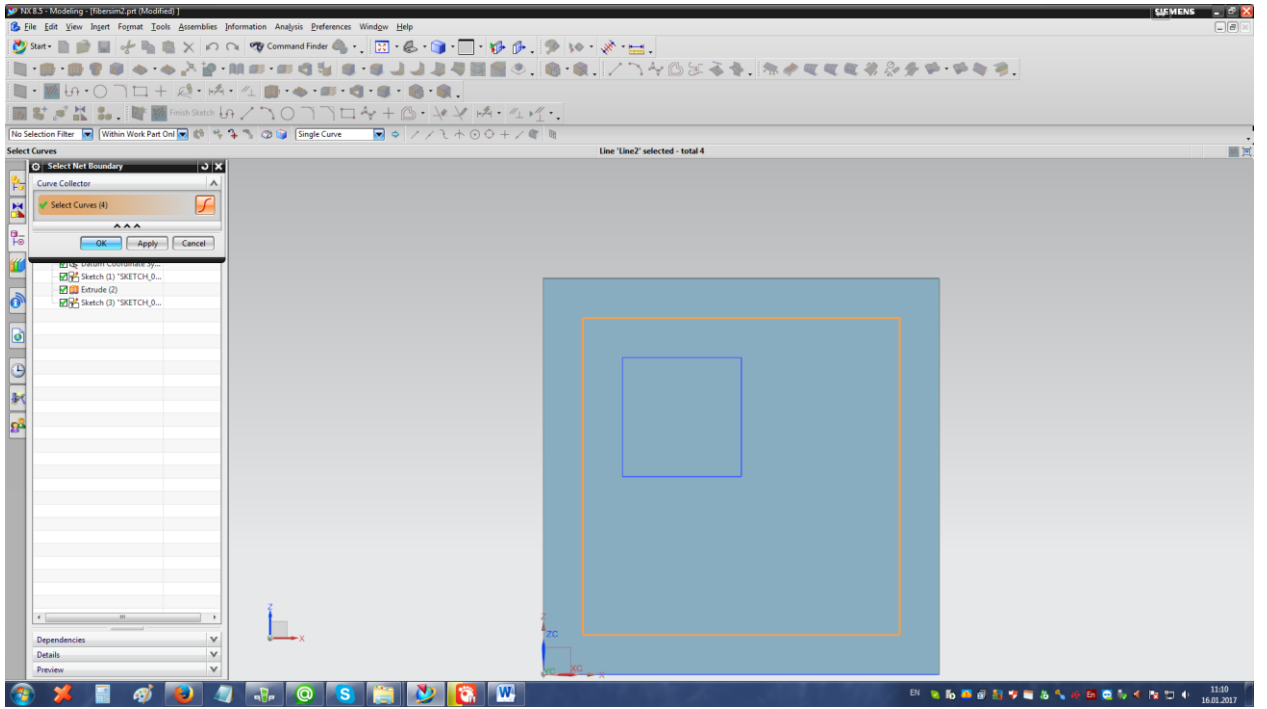 NX 8.5 - Modeling - [fibersim2.prt (Modified) ]
SIEMENS
File Edit View Insert Format Tools Assemblies Information Analysis Preferences Window Help
Start Command Finder
Finish Sketch
No Selection Filter Within Work Part Onl Single Curve
Select Curves Line 'Line2' selected - total 4
Select Net Boundary
Curve Collector
Select Curves (4)
OK Apply Cancel
Datum Coordinate Sy...
Sketch (1) "SKETCH_0...
Extrude (2)
Sketch (3) "SKETCH_0...
Z
X
Z
ZC
YC XC X
Dependencies
Details
Preview
EN 11:10
16.01.2017